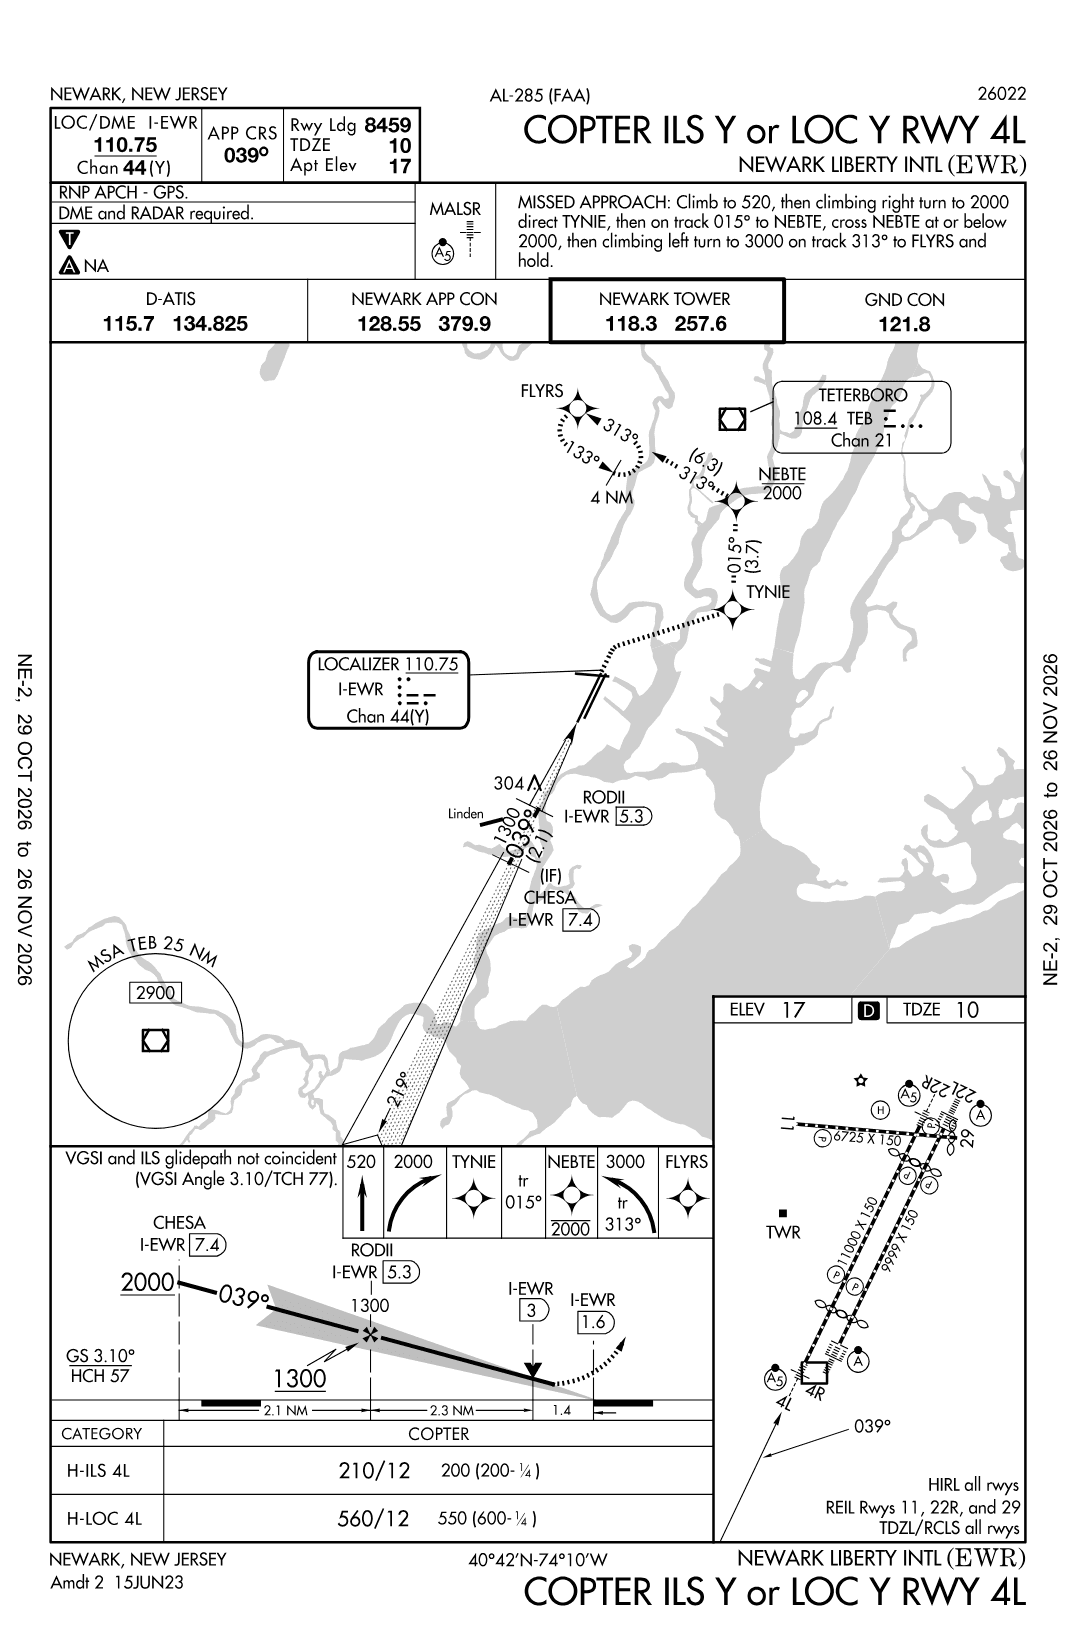 NEWARK, NEW JERSEY
AL-285 (FAA)
26022
LOC/DME I-EWR
110.75
Chan 44 (Y)
APP CRS
039°
Rwy Ldg 8459
TDZE 10
Apt Elev 17
COPTER ILS Y or LOC Y RWY 4L
NEWARK LIBERTY INTL (EWR)
RNP APCH - GPS.
DME and RADAR required.
T
A NA
MALSR
A5
MISSED APPROACH: Climb to 520, then climbing right turn to 2000
direct TYNIE, then on track 015° to NEBTE, cross NEBTE at or below
2000, then climbing left turn to 3000 on track 313° to FLYRS and
hold.
D-ATIS
115.7 134.825
NEWARK APP CON
128.55 379.9
NEWARK TOWER
118.3 257.6
GND CON
121.8
FLYRS
313°
133°
4 NM
(6.3)
313°
TETERBORO
108.4 TEB
Chan 21
NEBTE
2000
015°
(3.7)
TYNIE
LOCALIZER 110.75
I-EWR
Chan 44(Y)
304
Linden
RODII
I-EWR 5.3
1300
039°
(2.1)
(IF)
CHESA
I-EWR 7.4
219°
MSA TEB 25 NM
2900
NE-2, 29 OCT 2026 to 26 NOV 2026
NE-2, 29 OCT 2026 to 26 NOV 2026
ELEV 17
D
TDZE 10
H
A5
22R
22L
A
11
P
6725 X 150
P
29
P
P
TWR
11000 X 150
9999 X 150
P
P
A5
A
4R
4L
039°
HIRL all rwys
REIL Rwys 11, 22R, and 29
TDZL/RCLS all rwys
VGSI and ILS glidepath not coincident
(VGSI Angle 3.10/TCH 77).
520
2000
TYNIE
tr
015°
NEBTE
2000
3000
tr
313°
FLYRS
CHESA
I-EWR 7.4
2000
039°
RODII
I-EWR 5.3
1300
1300
I-EWR
3
I-EWR
1.6
GS 3.10°
HCH 57
2.1 NM
2.3 NM
1.4
CATEGORY
COPTER
H-ILS 4L
210/12 200 (200-¼)
H-LOC 4L
560/12 550 (600-¼)
NEWARK, NEW JERSEY
Amdt 2 15JUN23
40°42'N-74°10'W
NEWARK LIBERTY INTL (EWR)
COPTER ILS Y or LOC Y RWY 4L